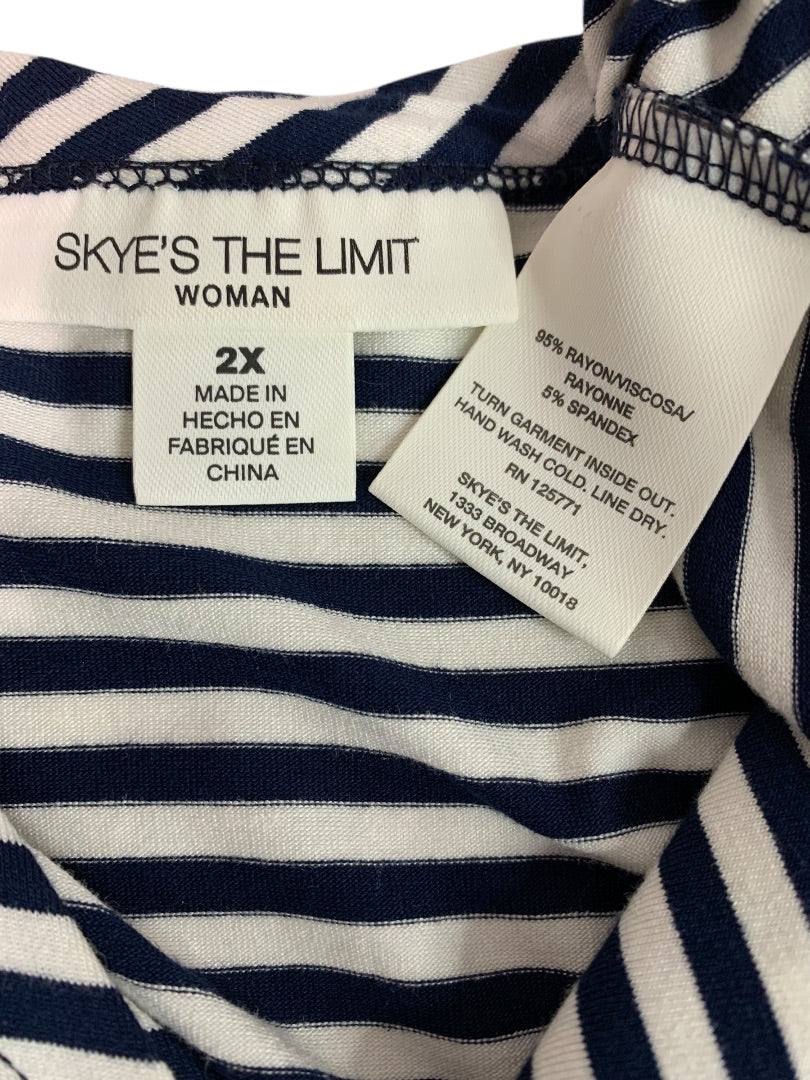 SKYE'S THE LIMIT
WOMAN
2X
MADE IN
HECHO EN
FABRIQUÉ EN
CHINA
95% RAYON/VISCOSA/
RAYONNE
5% SPANDEX
TURN GARMENT INSIDE OUT.
HAND WASH COLD. LINE DRY.
RN 125771
SKYE'S THE LIMIT,
1333 BROADWAY
NEW YORK, NY 10018